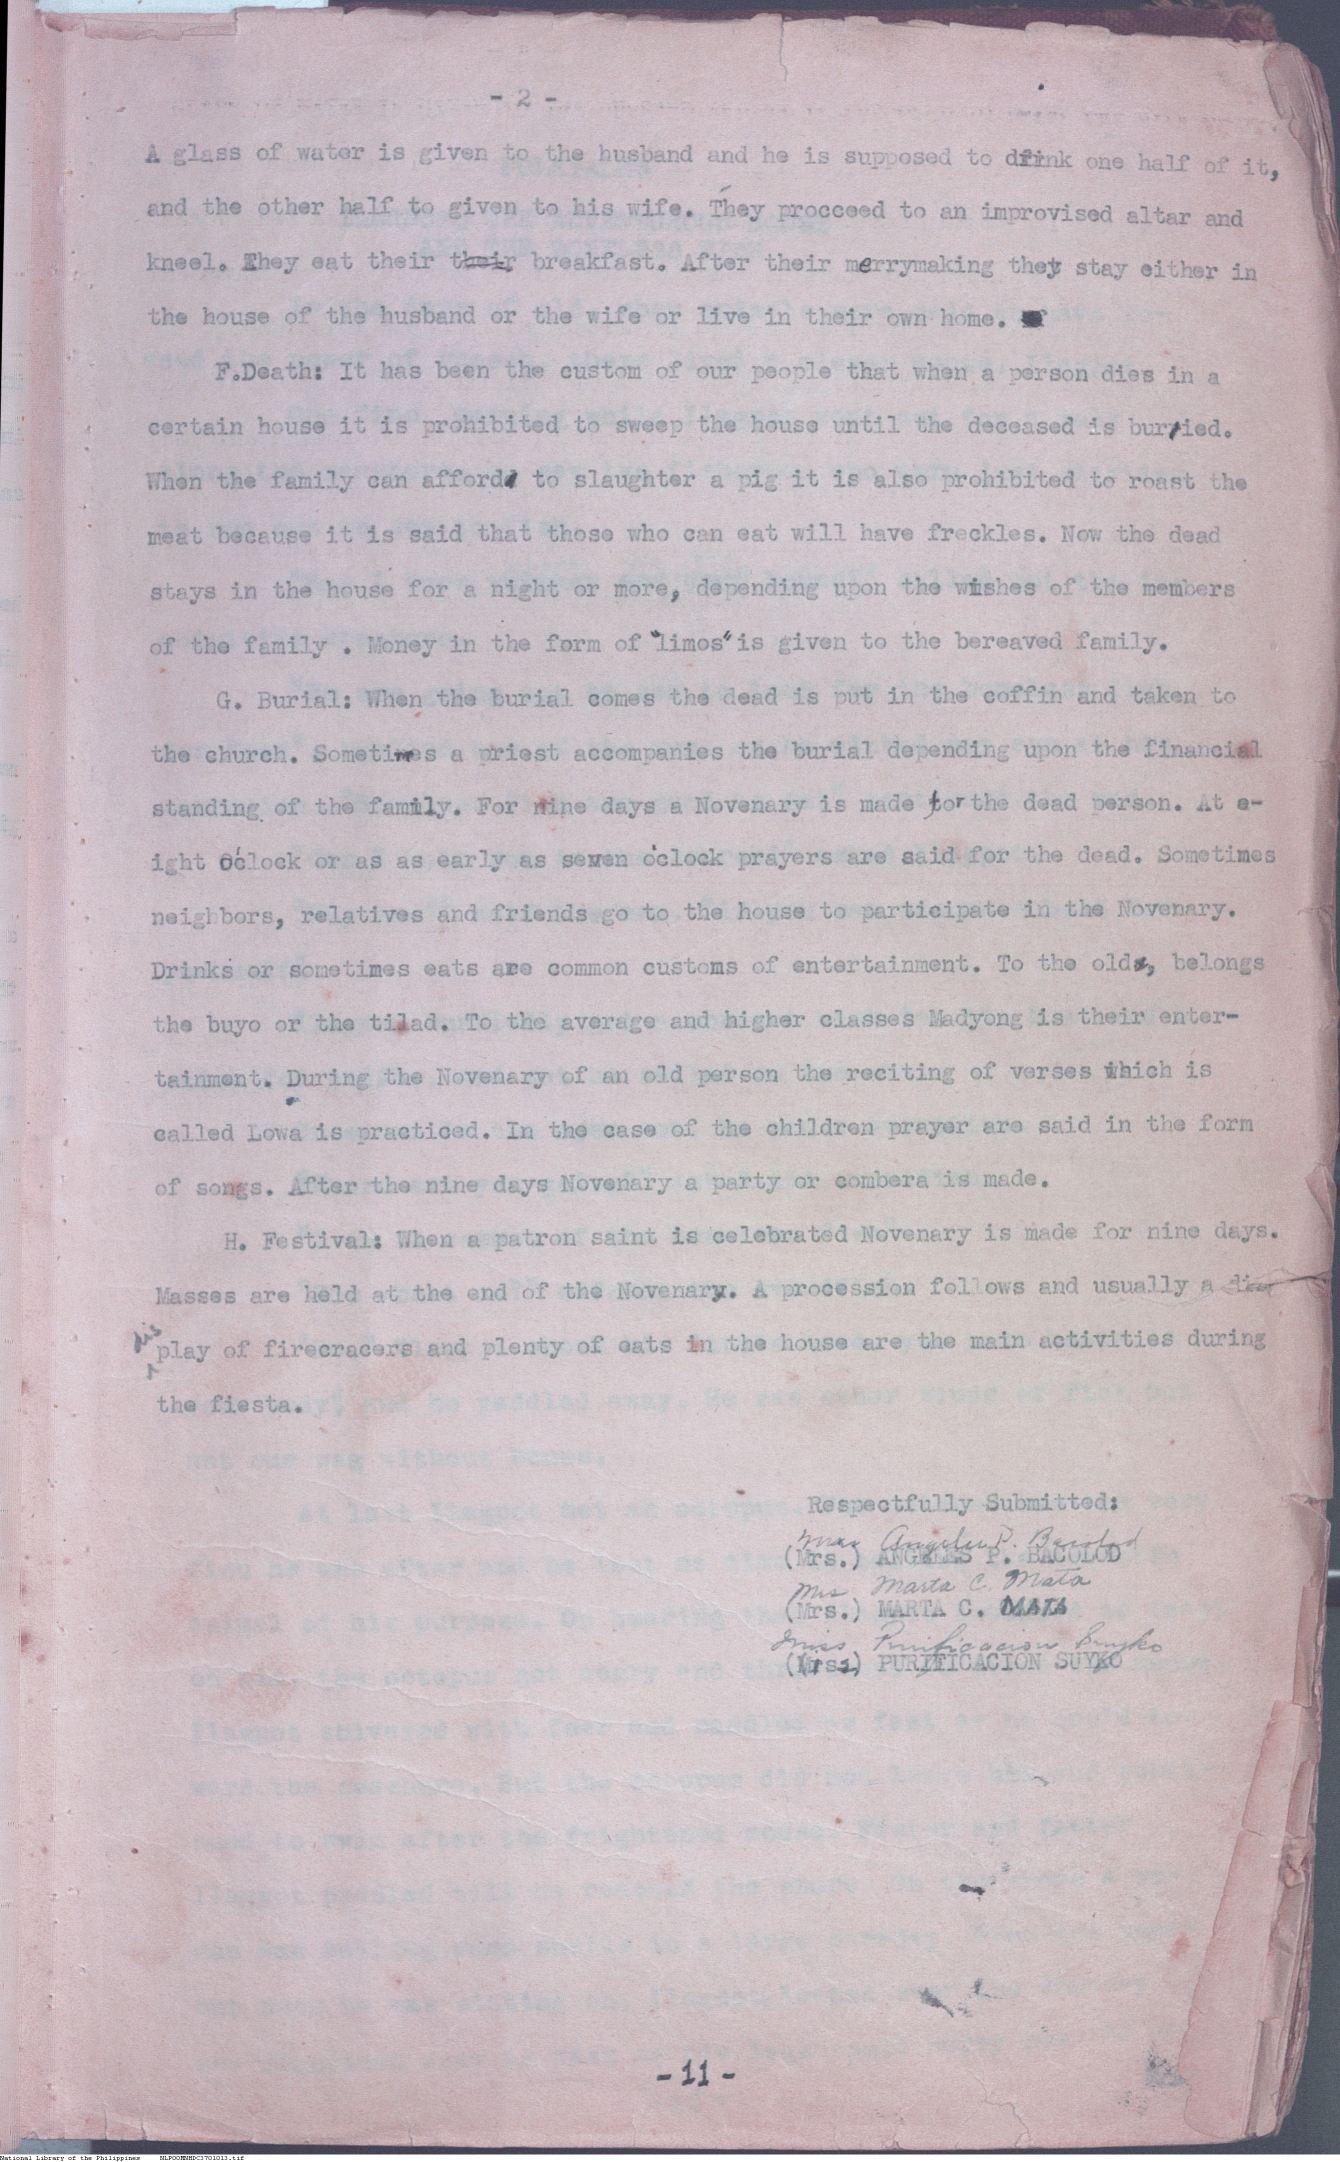 - 2 -
A glass of water is given to the husband and he is supposed to drink one half of it,
and the other half to given to his wife. They procceed to an improvised altar and
kneel. They eat their breakfast. After their merrymaking they stay either in
the house of the husband or the wife or live in their own home.
F.Death: It has been the custom of our people that when a person dies in a
certain house it is prohibited to sweep the house until the deceased is buried.
When the family can afford to slaughter a pig it is also prohibited to roast the
meat because it is said that those who can eat will have freckles. Now the dead
stays in the house for a night or more, depending upon the wishes of the members
of the family . Money in the form of "limos" is given to the bereaved family.
G. Burial: When the burial comes the dead is put in the coffin and taken to
the church. Sometimes a priest accompanies the burial depending upon the financial
standing of the family. For nine days a Novenary is made for the dead person. At e-
ight o'clock or as as early as seven o'clock prayers are said for the dead. Sometimes
neighbors, relatives and friends go to the house to participate in the Novenary.
Drinks or sometimes eats are common customs of entertainment. To the old, belongs
the buyo or the tilad. To the average and higher classes Madyong is their enter-
tainment. During the Novenary of an old person the reciting of verses which is
called Lowa is practiced. In the case of the children prayer are said in the form
of songs. After the nine days Novenary a party or combera is made.
H. Festival: When a patron saint is celebrated Novenary is made for nine days.
Masses are held at the end of the Novenary. A procession follows and usually a
display of firecracers and plenty of eats in the house are the main activities during
the fiesta.
Respectfully Submitted:
Mrs Angeles P. Bacolod
(Mrs.) ANGELES P. BACOLOD
Mrs Marta C. Mata
(Mrs.) MARTA C. MATA
Miss Purificacion Suyko
(Miss) PURIFICACION SUYKO
- 11 -
National Library of the Philippines NLPOOMNHDC3701013.tif